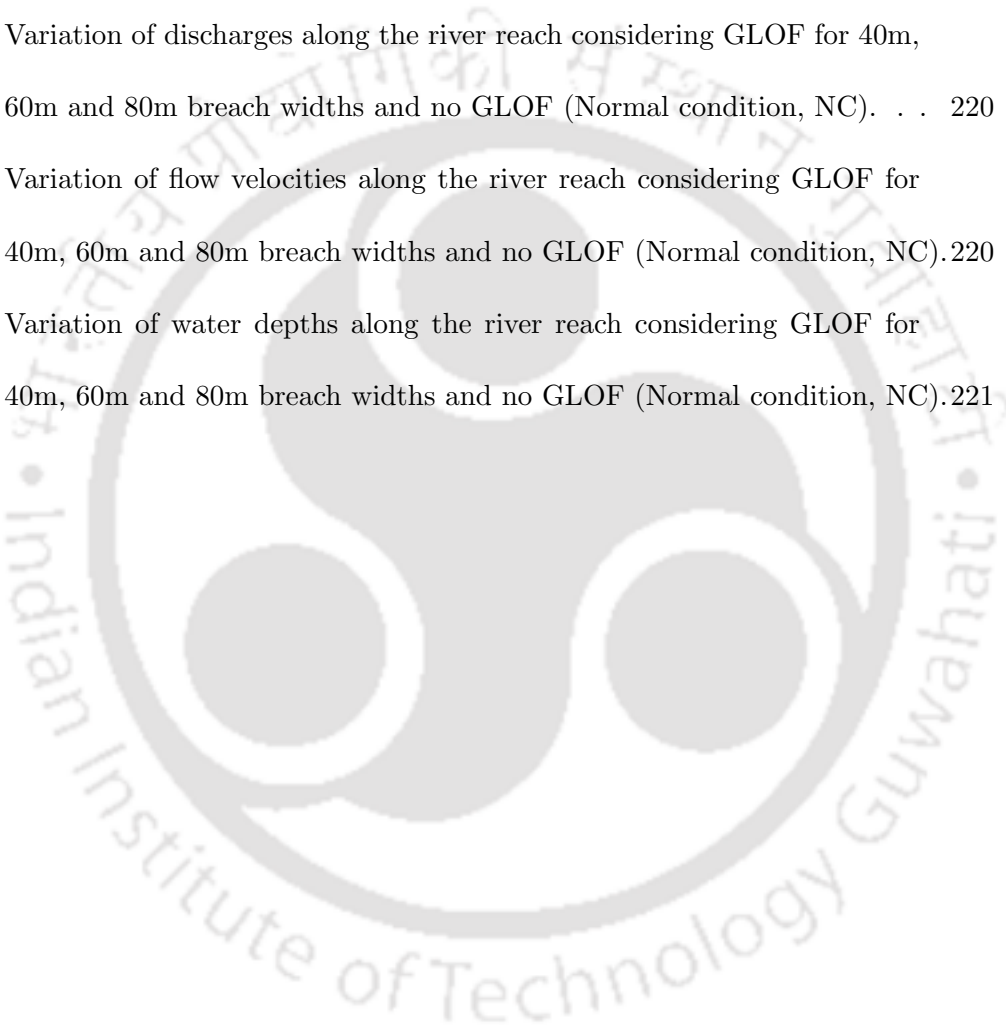 Variation of discharges along the river reach considering GLOF for 40m,
60m and 80m breach widths and no GLOF (Normal condition, NC). . . 220
Variation of flow velocities along the river reach considering GLOF for
40m, 60m and 80m breach widths and no GLOF (Normal condition, NC).220
Variation of water depths along the river reach considering GLOF for
40m, 60m and 80m breach widths and no GLOF (Normal condition, NC).221
Indian Institute of Technology Guwahati